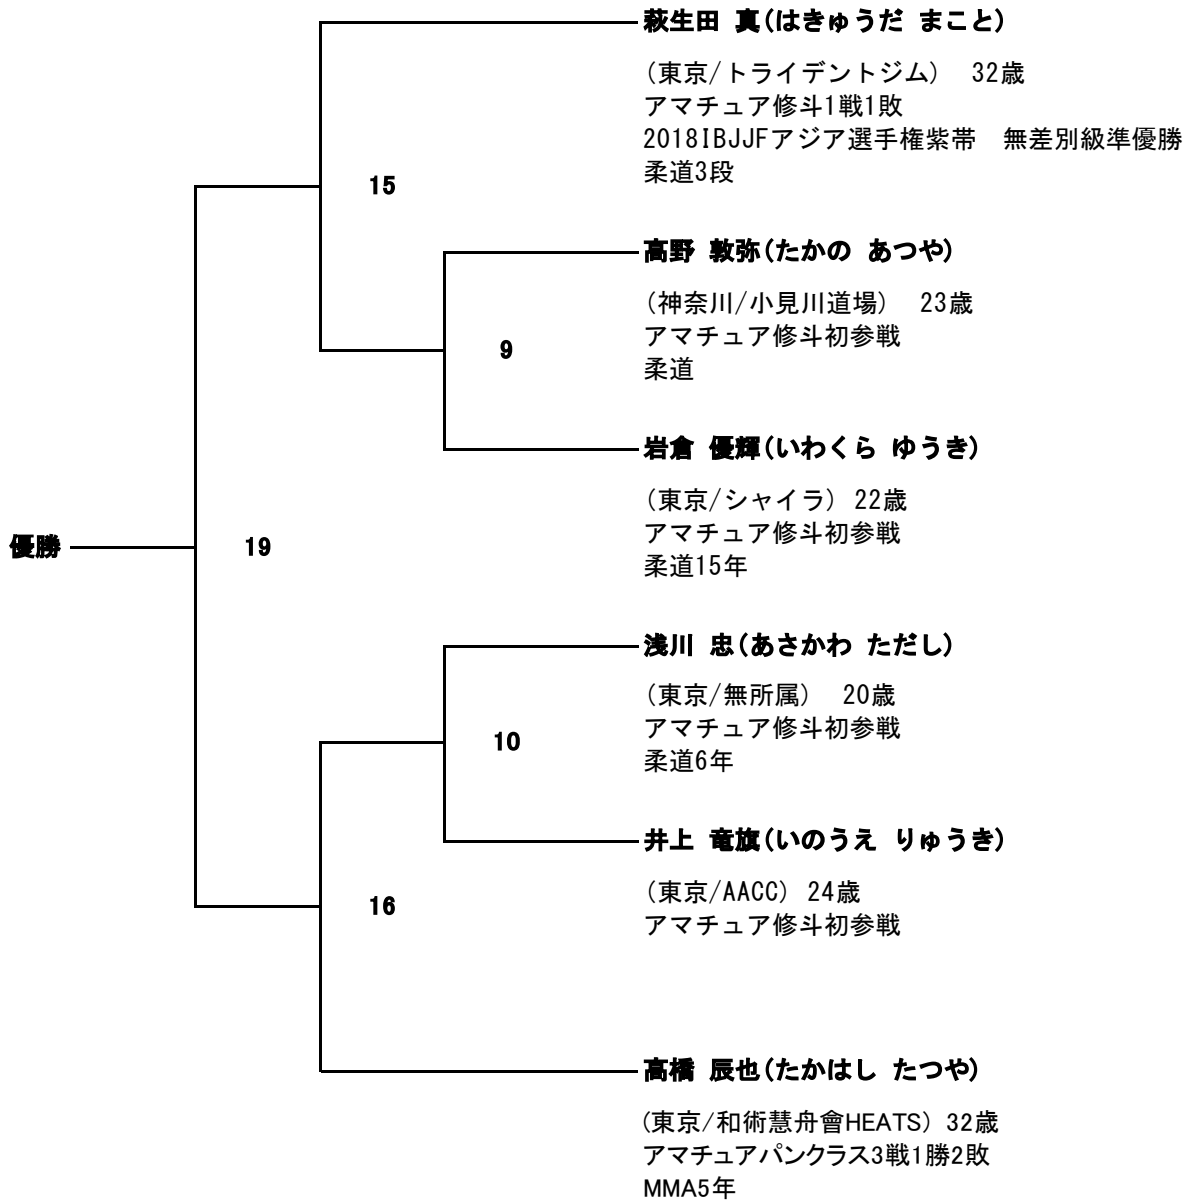 萩生田 真(はきゅうだ まこと)
(東京/トライデントジム) 32歳
アマチュア修斗1戦1敗
2018IBJJFアジア選手権紫帯 無差別級準優勝
柔道3段
15
高野 敦弥(たかの あつや)
(神奈川/小見川道場) 23歳
アマチュア修斗初参戦
柔道
9
岩倉 優輝(いわくら ゆうき)
(東京/シャイラ) 22歳
アマチュア修斗初参戦
柔道15年
優勝
19
浅川 忠(あさかわ ただし)
(東京/無所属) 20歳
アマチュア修斗初参戦
柔道6年
10
井上 竜旗(いのうえ りゅうき)
(東京/AACC) 24歳
アマチュア修斗初参戦
16
高橋 辰也(たかはし たつや)
(東京/和術慧舟會HEATS) 32歳
アマチュアパンクラス3戦1勝2敗
MMA5年